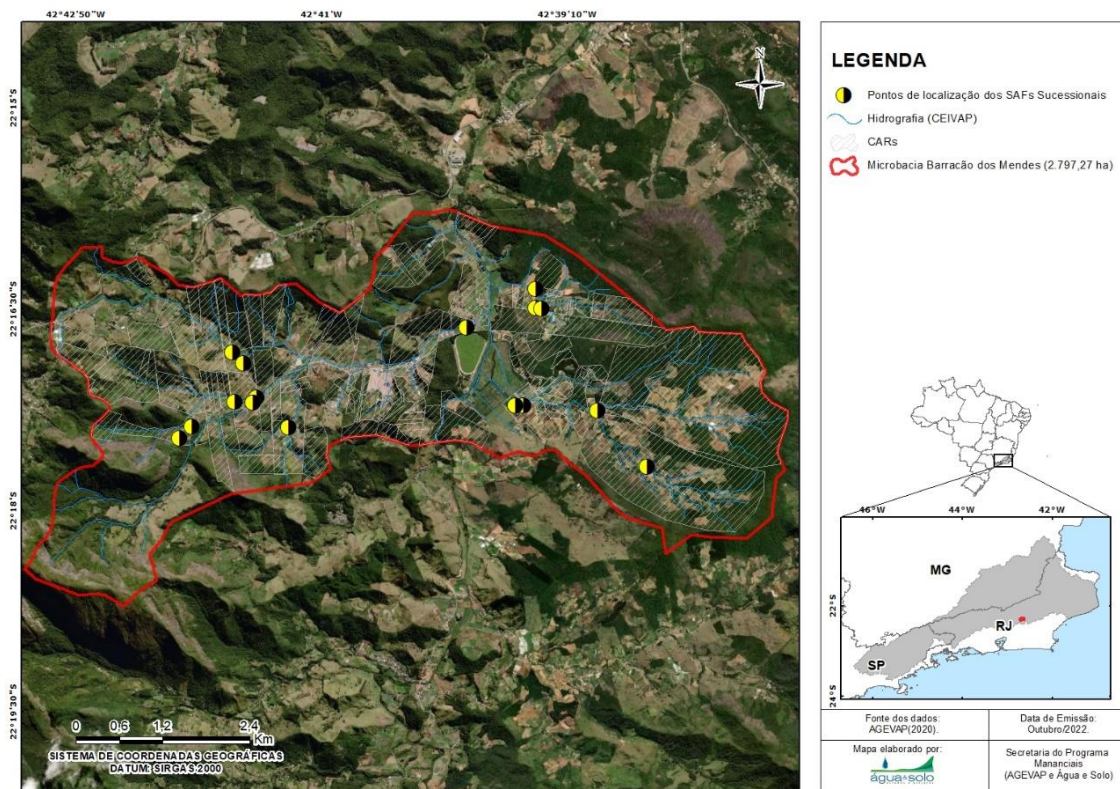 42°42'50"W
42°41'W
42°39'10"W
22°15'S
22°16'30"S
22°18'S
22°19'30"S
N
0 0,6 1,2 2,4
Km
SISTEMA DE COORDENADAS GEOGRÁFICAS
DATUM: SIRGAS 2000
LEGENDA
Pontos de localização dos SAFs Sucessionais
Hidrografia (CEIVAP)
CARs
Microbacia Barracão dos Mendes (2.797,27 ha)
46°W
44°W
42°W
22°S
24°S
MG
RJ
SP
Fonte dos dados:
AGEVAP(2020).
Data de Emissão:
Outubro/2022.
Mapa elaborado por:
água&solo
Secretaria do Programa
Mananciais
(AGEVAP e Água e Solo)